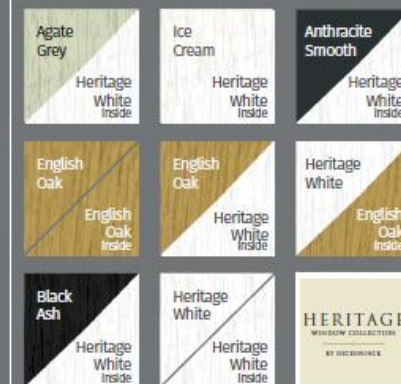 Agate
Grey
Heritage
White
Inside
Ice
Cream
Heritage
White
Inside
Anthracite
Smooth
Heritage
White
Inside
English
Oak
English
Oak
Inside
English
Oak
Heritage
White
Inside
Heritage
White
English
Oak
Inside
Black
Ash
Heritage
White
Inside
Heritage
White
Heritage
White
Inside
HERITAGE
WINDOW COLLECTION
BY DECEUNINCK